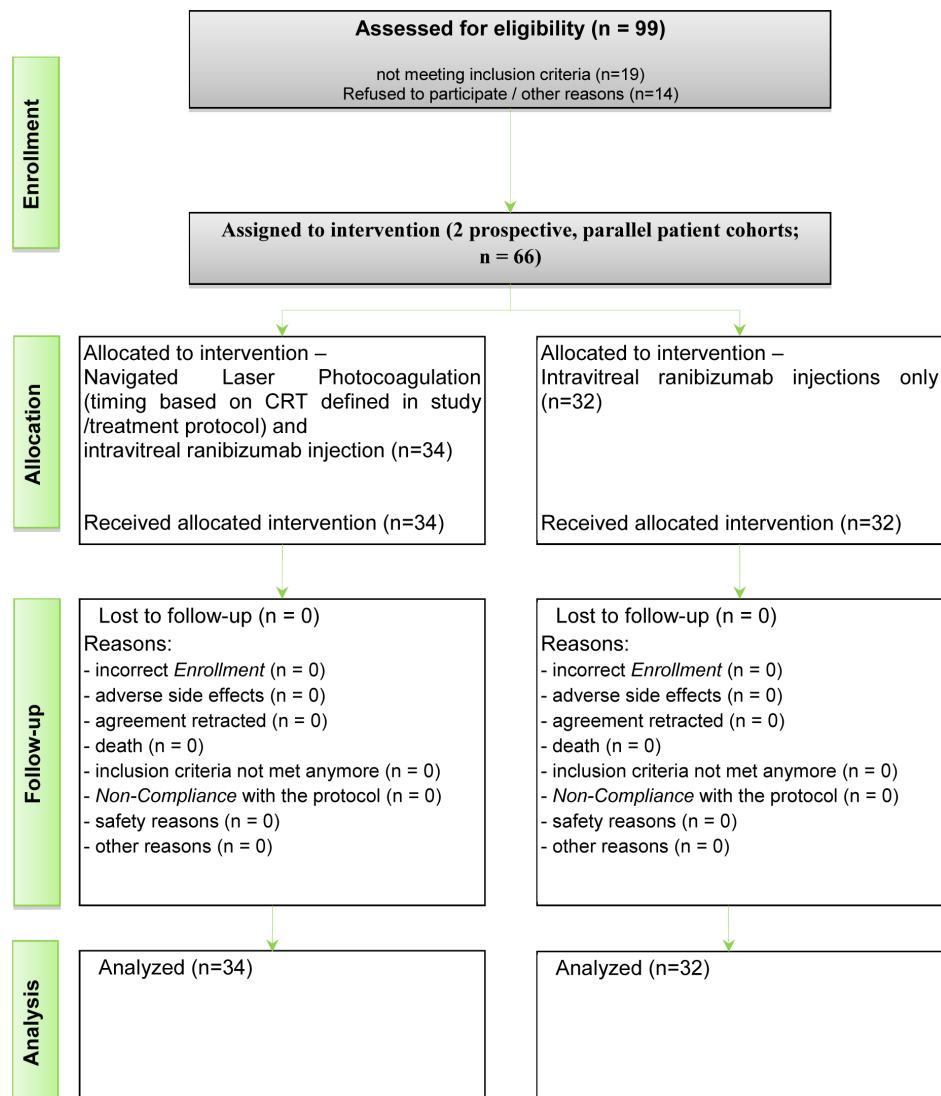 Assessed for eligibility (n = 99)
not meeting inclusion criteria (n=19)
Refused to participate / other reasons (n=14)
Enrollment
Assigned to intervention (2 prospective, parallel patient cohorts;
n = 66)
Allocation
Allocated to intervention –
Navigated Laser Photocoagulation
(timing based on CRT defined in study
/treatment protocol) and
intravitreal ranibizumab injection (n=34)
Received allocated intervention (n=34)
Allocated to intervention –
Intravitreal ranibizumab injections only
(n=32)
Received allocated intervention (n=32)
Follow-up
Lost to follow-up (n = 0)
Reasons:
- incorrect Enrollment (n = 0)
- adverse side effects (n = 0)
- agreement retracted (n = 0)
- death (n = 0)
- inclusion criteria not met anymore (n = 0)
- Non-Compliance with the protocol (n = 0)
- safety reasons (n = 0)
- other reasons (n = 0)
Lost to follow-up (n = 0)
Reasons:
- incorrect Enrollment (n = 0)
- adverse side effects (n = 0)
- agreement retracted (n = 0)
- death (n = 0)
- inclusion criteria not met anymore (n = 0)
- Non-Compliance with the protocol (n = 0)
- safety reasons (n = 0)
- other reasons (n = 0)
Analysis
Analyzed (n=34)
Analyzed (n=32)